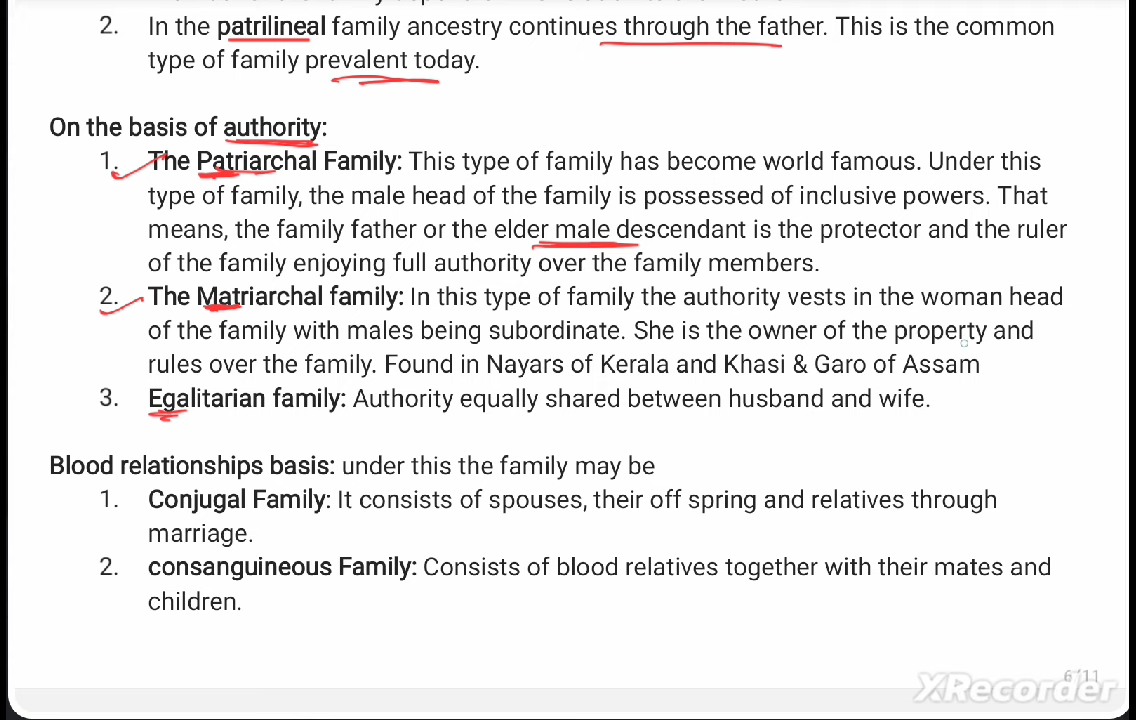 2. In the patrilineal family ancestry continues through the father. This is the common
type of family prevalent today.
On the basis of authority:
1. The Patriarchal Family: This type of family has become world famous. Under this
type of family, the male head of the family is possessed of inclusive powers. That
means, the family father or the elder male descendant is the protector and the ruler
of the family enjoying full authority over the family members.
2. The Matriarchal family: In this type of family the authority vests in the woman head
of the family with males being subordinate. She is the owner of the property and
rules over the family. Found in Nayars of Kerala and Khasi & Garo of Assam
3. Egalitarian family: Authority equally shared between husband and wife.
Blood relationships basis: under this the family may be
1. Conjugal Family: It consists of spouses, their off spring and relatives through
marriage.
2. consanguineous Family: Consists of blood relatives together with their mates and
children.
6/11
XRecorder